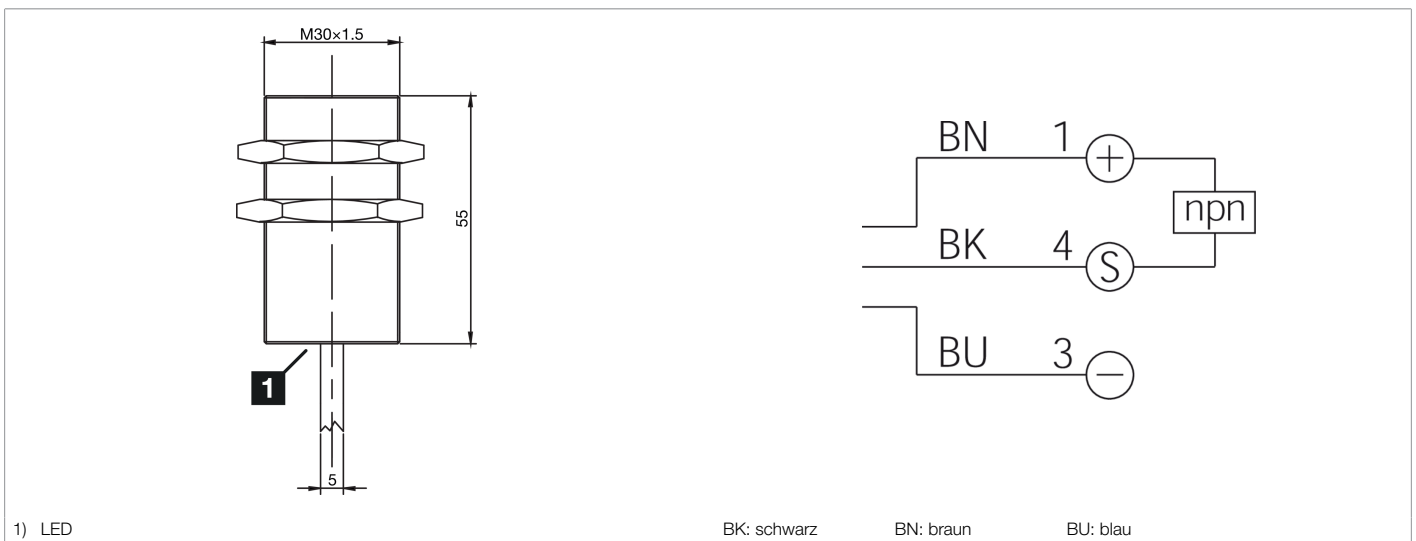 M30×1.5
55
1
5
BN 1 +
npn
BK 4 S
BU 3 −
1) LED
BK: schwarz BN: braun BU: blau